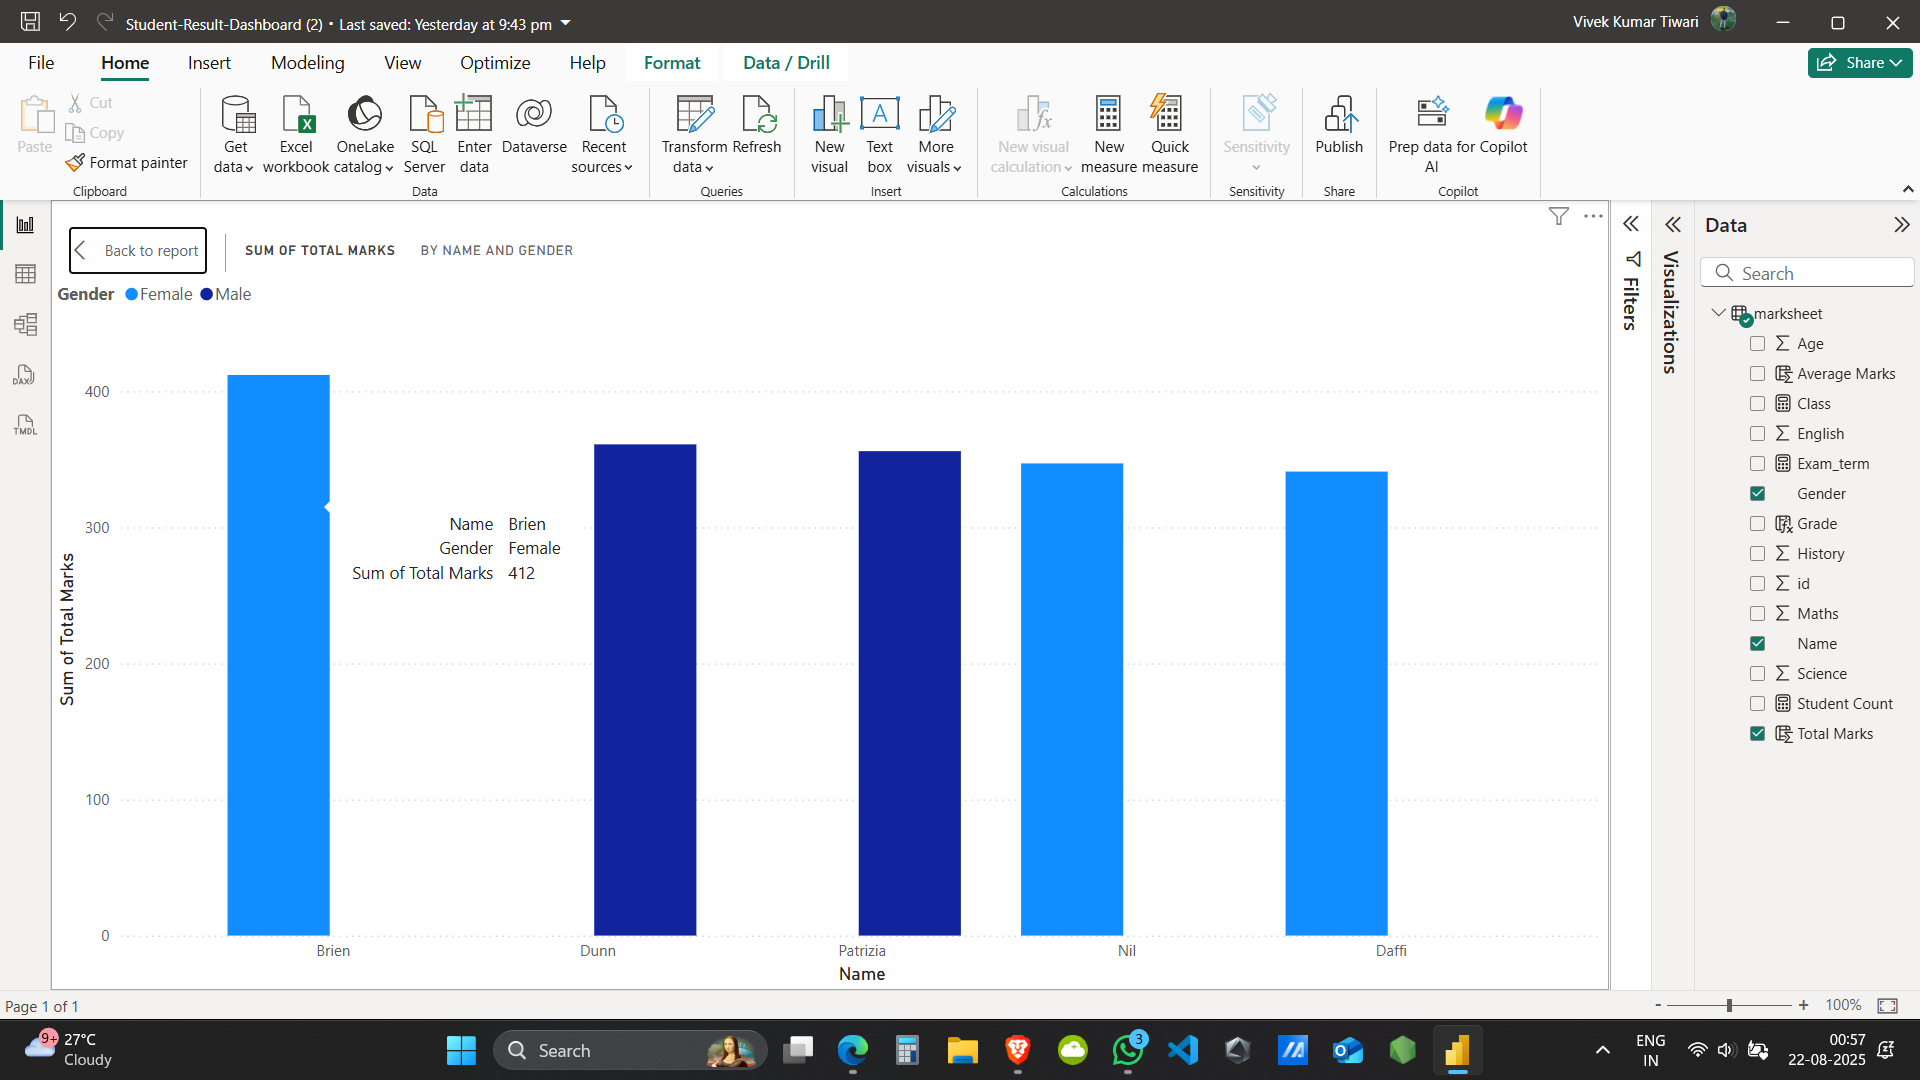 Student-Result-Dashboard (2) • Last saved: Yesterday at 9:43 pm
Vivek Kumar Tiwari
File Home Insert Modeling View Optimize Help Format Data / Drill
Share
Paste
Cut
Copy
Format painter
Clipboard
Get data
Excel workbook
OneLake catalog
SQL Server
Enter data
Dataverse
Recent sources
Data
Transform data
Refresh
Queries
New visual
Text box
More visuals
Insert
New visual calculation
New measure
Quick measure
Calculations
Sensitivity
Sensitivity
Publish
Share
Prep data for AI
Copilot
Copilot
DAX
TMDL
Back to report
SUM OF TOTAL MARKS
BY NAME AND GENDER
Gender Female Male
Sum of Total Marks
400
300
200
100
0
Name Brien
Gender Female
Sum of Total Marks 412
Brien Dunn Patrizia Nil Daffi
Name
Filters
Visualizations
Data
Search
marksheet
Age
Average Marks
Class
English
Exam_term
Gender
Grade
History
id
Maths
Name
Science
Student Count
Total Marks
Page 1 of 1
- + 100%
9+
27°C
Cloudy
Search
3
ENG
IN
00:57
22-08-2025